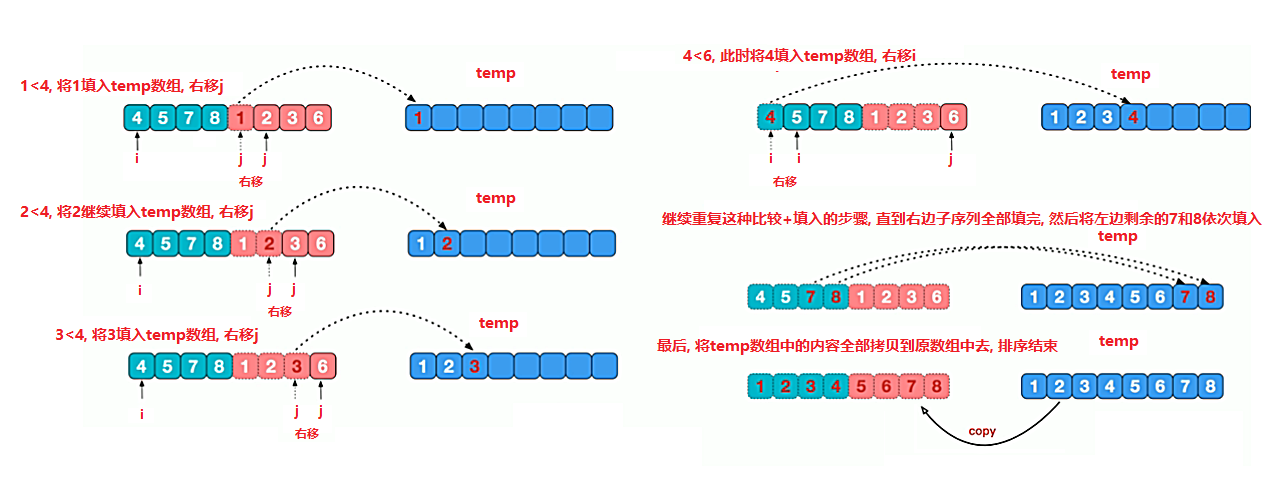 1<4, 将1填入temp数组, 右移j
temp
4 5 7 8 1 2 3 6
1
i
j
j
右移
2<4, 将2继续填入temp数组, 右移j
temp
4 5 7 8 1 2 3 6
1 2
i
j
j
右移
3<4, 将3填入temp数组, 右移j
temp
4 5 7 8 1 2 3 6
1 2 3
i
j
j
右移
4<6, 此时将4填入temp数组, 右移i
temp
4 5 7 8 1 2 3 6
1 2 3 4
i
i
j
右移
继续重复这种比较+填入的步骤, 直到右边子序列全部填完, 然后将左边剩余的7和8依次填入
temp
4 5 7 8 1 2 3 6
1 2 3 4 5 6 7 8
最后, 将temp数组中的内容全部拷贝到原数组中去, 排序结束
temp
1 2 3 4 5 6 7 8
1 2 3 4 5 6 7 8
copy